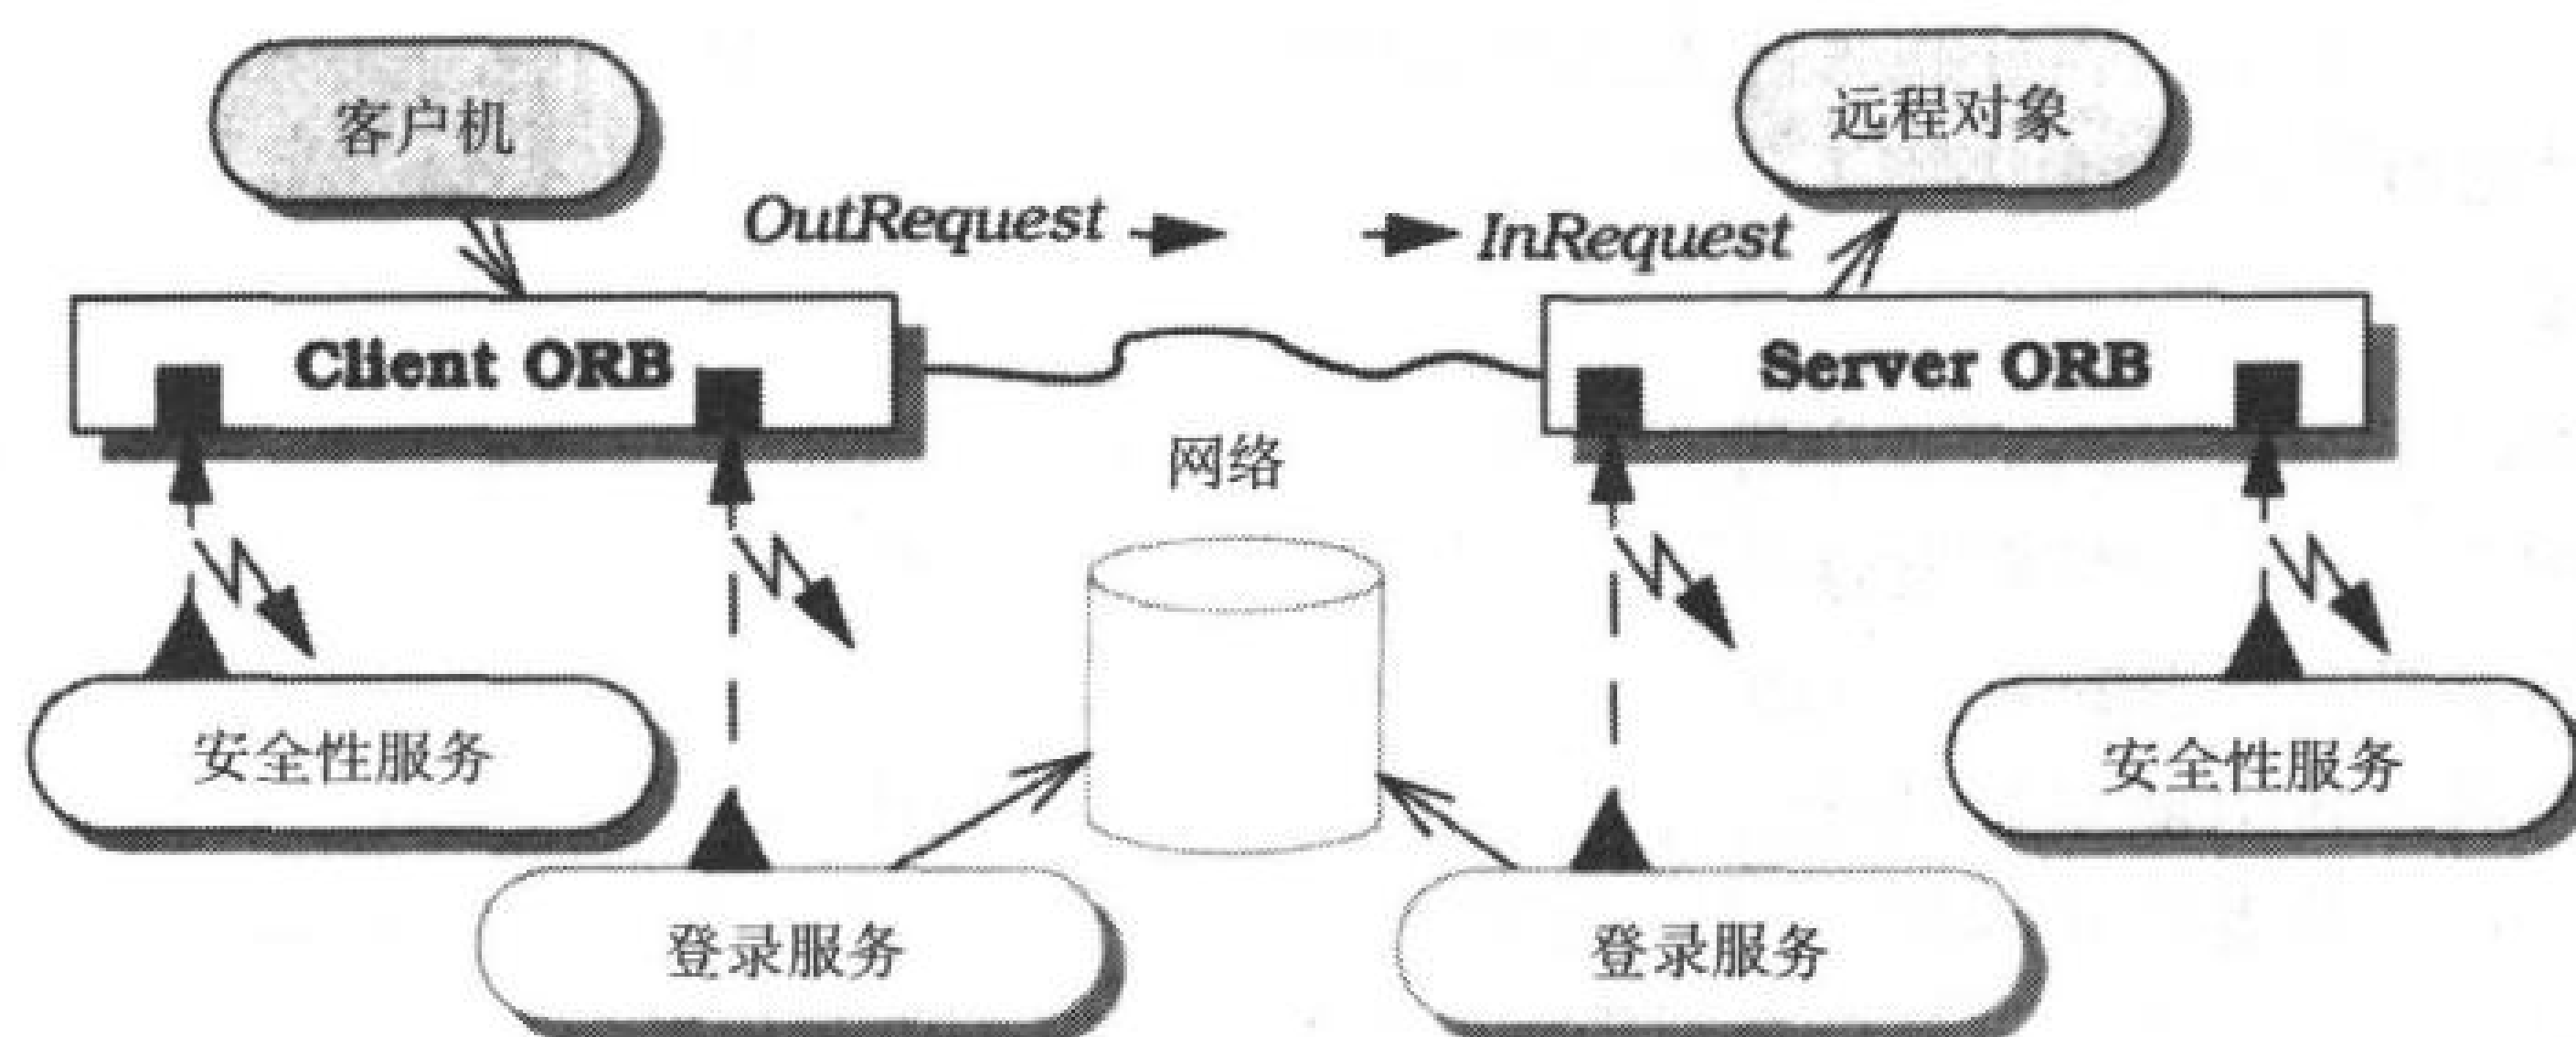 客户机
远程对象
OutRequest
InRequest
Client ORB
Server ORB
网络
安全性服务
安全性服务
登录服务
登录服务